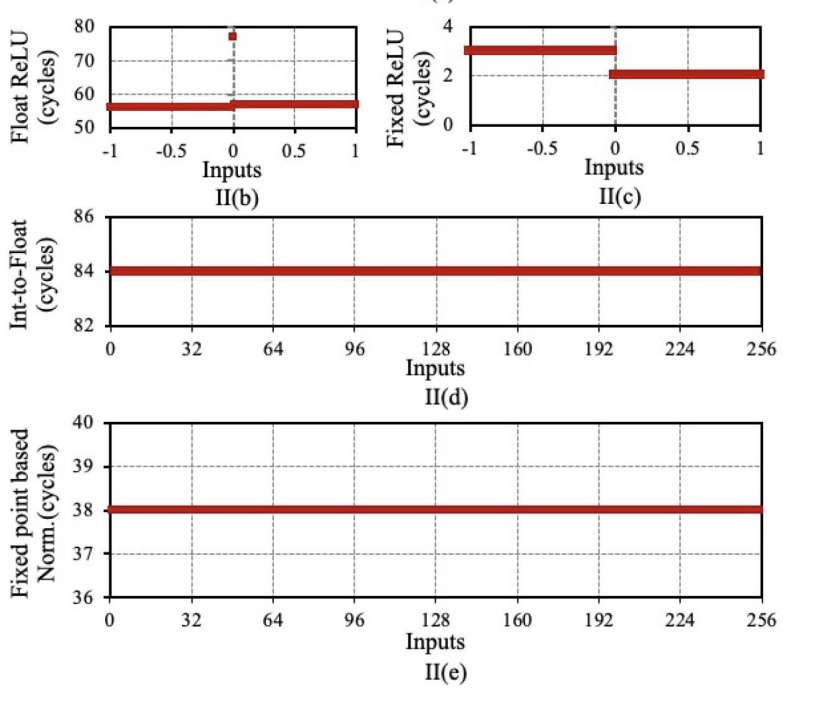 Float ReLU
(cycles)
80
70
60
50
-1 -0.5 0 0.5 1
Inputs
II(b)
Fixed ReLU
(cycles)
4
2
0
-1 -0.5 0 0.5 1
Inputs
II(c)
Int-to-Float
(cycles)
86
84
82
0 32 64 96 128 160 192 224 256
Inputs
II(d)
Fixed point based
Norm.(cycles)
40
39
38
37
36
0 32 64 96 128 160 192 224 256
Inputs
II(e)